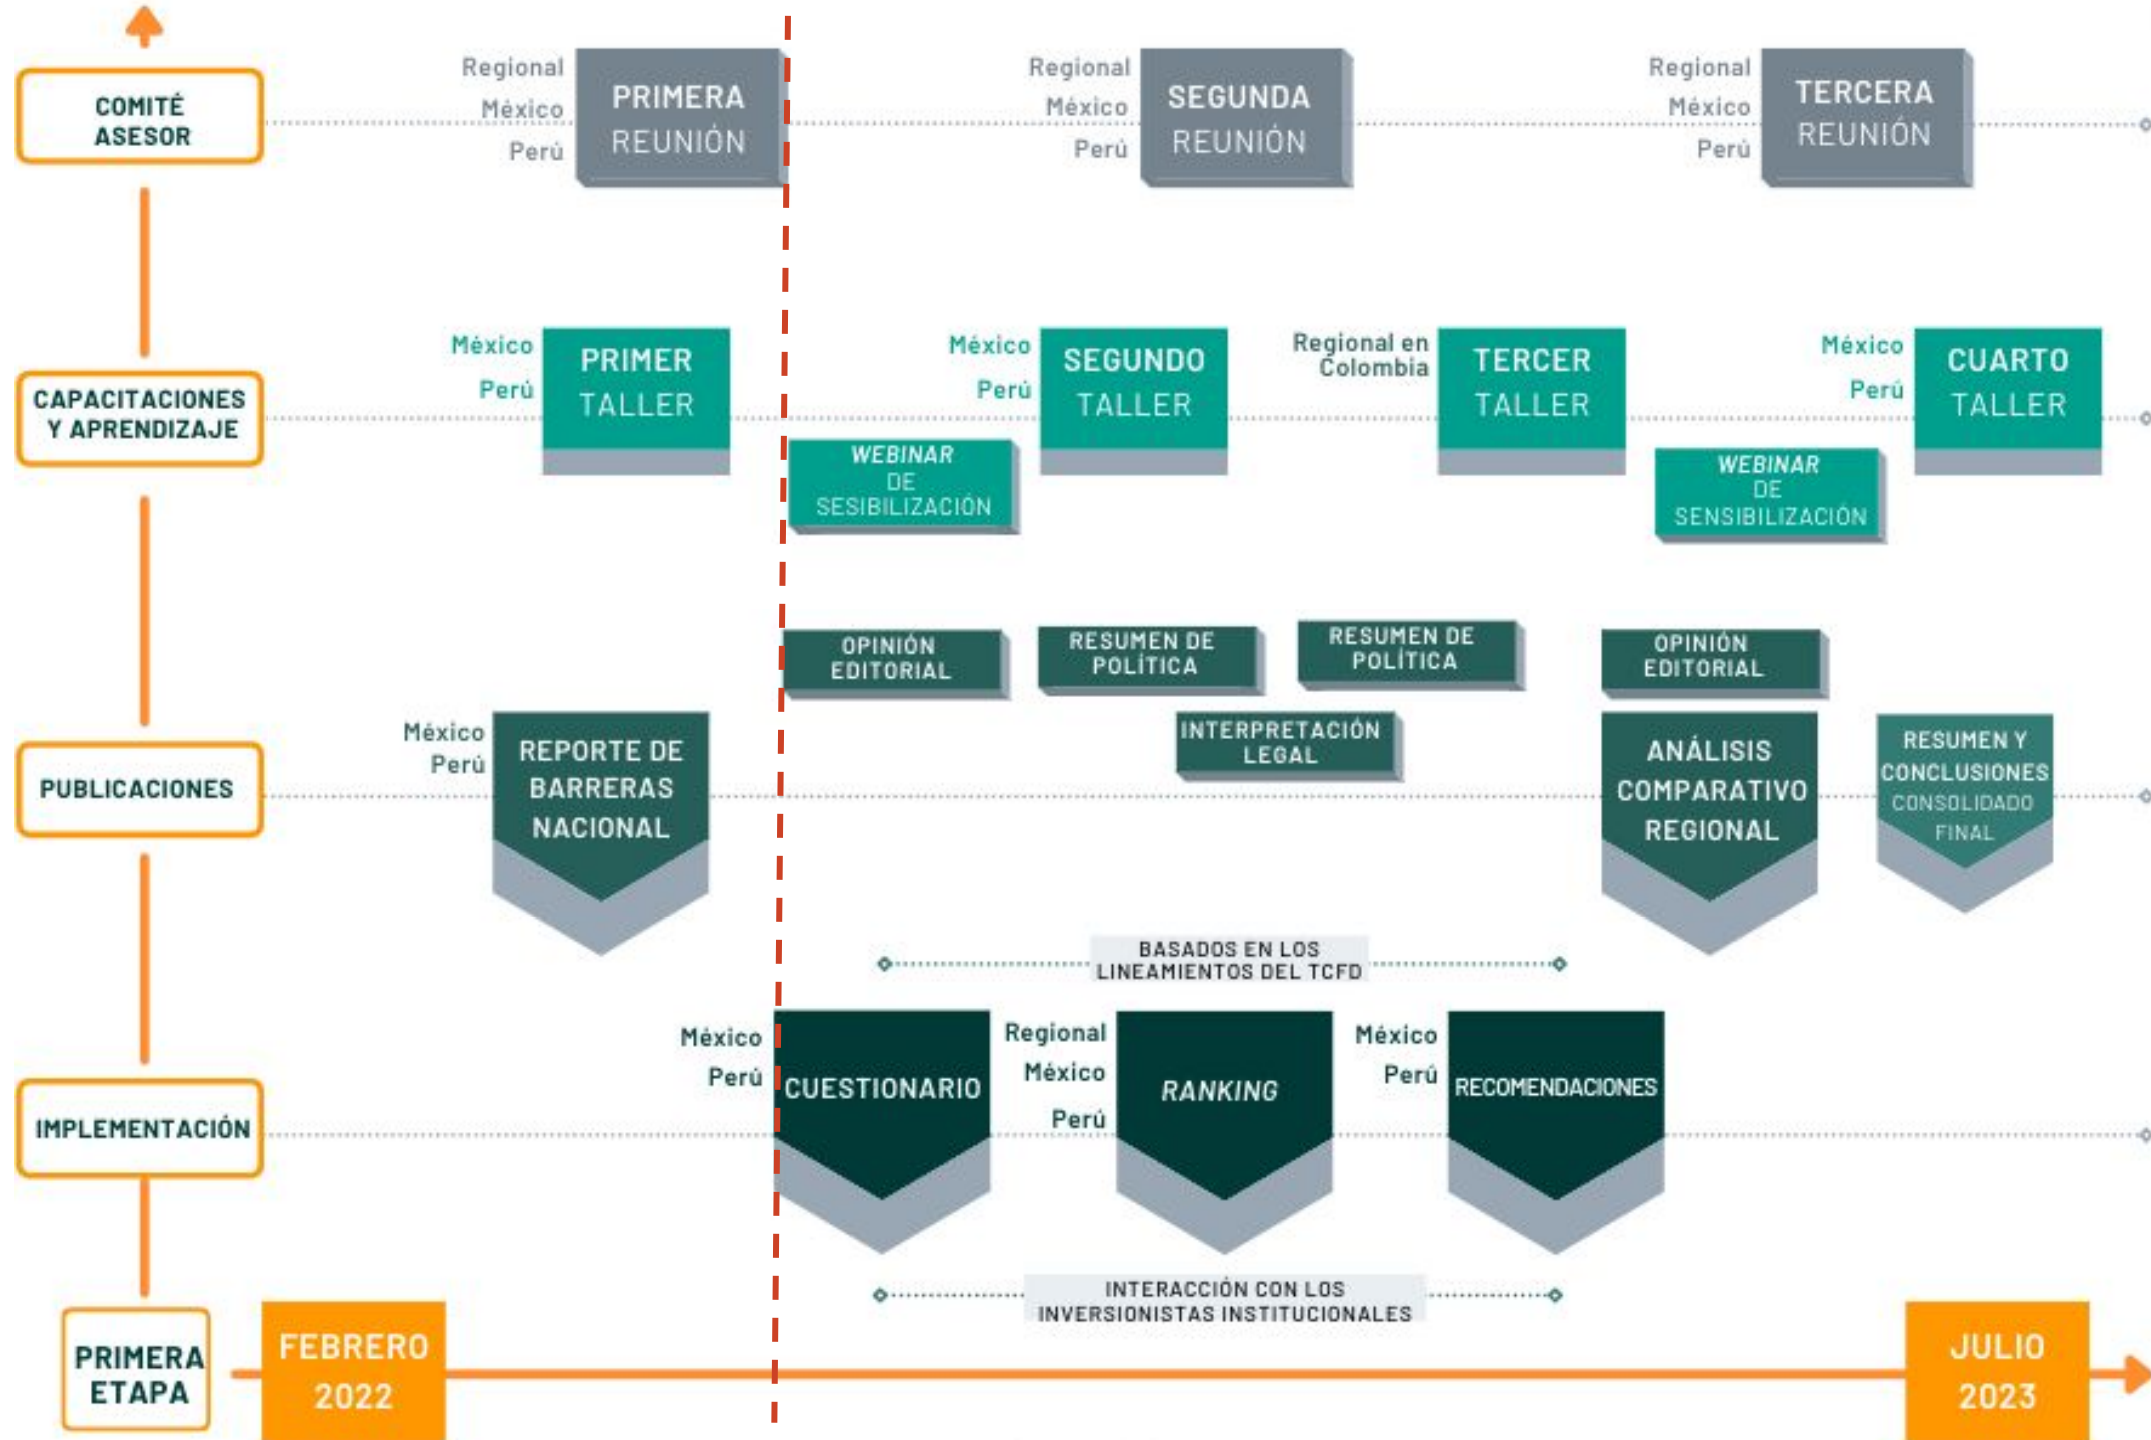 COMITÉ
ASESOR
Regional
México
Perú
PRIMERA
REUNIÓN
Regional
México
Perú
SEGUNDA
REUNIÓN
Regional
México
Perú
TERCERA
REUNIÓN
CAPACITACIONES
Y APRENDIZAJE
México
Perú
PRIMER
TALLER
WEBINAR
DE
SESIBILIZACIÓN
México
Perú
SEGUNDO
TALLER
Regional en
Colombia
TERCER
TALLER
WEBINAR
DE
SENSIBILIZACIÓN
México
Perú
CUARTO
TALLER
PUBLICACIONES
México
Perú
REPORTE DE
BARRERAS
NACIONAL
OPINIÓN
EDITORIAL
RESUMEN DE
POLÍTICA
INTERPRETACIÓN
LEGAL
RESUMEN DE
POLÍTICA
OPINIÓN
EDITORIAL
ANÁLISIS
COMPARATIVO
REGIONAL
RESUMEN Y
CONCLUSIONES
CONSOLIDADO
FINAL
BASADOS EN LOS
LINEAMIENTOS DEL TCFD
IMPLEMENTACIÓN
México
Perú
CUESTIONARIO
Regional
México
Perú
RANKING
México
Perú
RECOMENDACIONES
INTERACCIÓN CON LOS
INVERSIONISTAS INSTITUCIONALES
PRIMERA
ETAPA
FEBRERO
2022
JULIO
2023